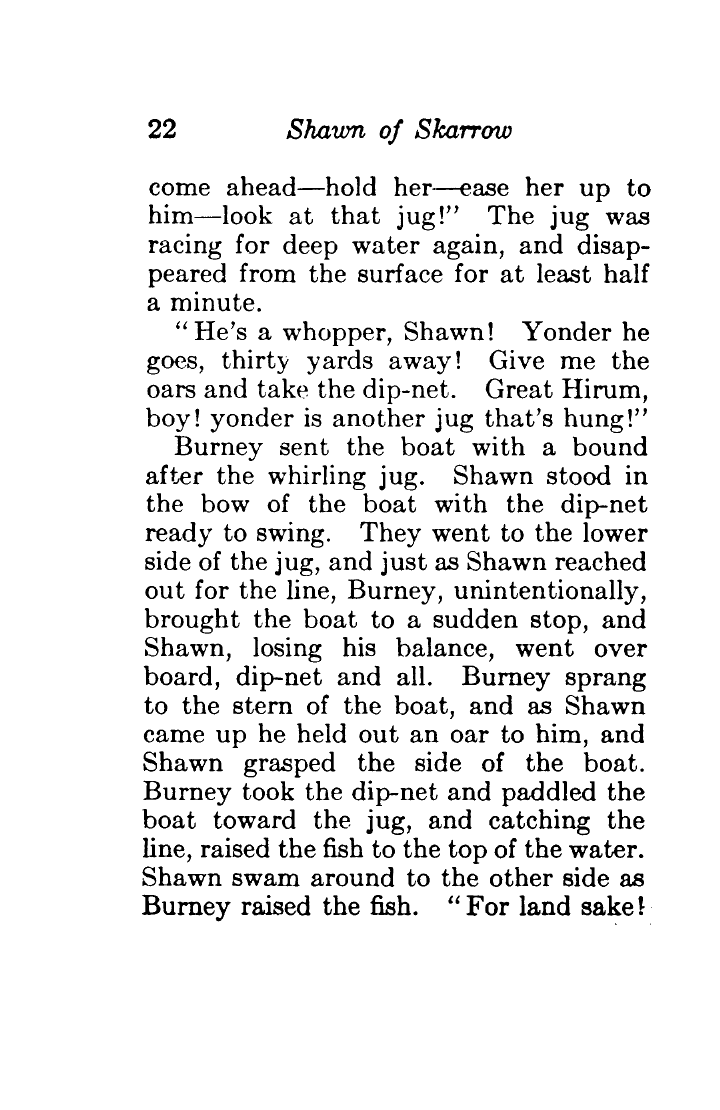 22 Shawn of Skarrow
come ahead—hold her—ease her up to
him—look at that jug!” The jug was
racing for deep water again, and disap-
peared from the surface for at least half
a minute.
“He’s a whopper, Shawn! Yonder he
goes, thirty yards away! Give me the
oars and take the dip-net. Great Hirum,
boy! yonder is another jug that’s hung!”
Burney sent the boat with a bound
after the whirling jug. Shawn stood in
the bow of the boat with the dip-net
ready to swing. They went to the lower
side of the jug, and just as Shawn reached
out for the line, Burney, unintentionally,
brought the boat to a sudden stop, and
Shawn, losing his balance, went over
board, dip-net and all. Burney sprang
to the stern of the boat, and as Shawn
came up he held out an oar to him, and
Shawn grasped the side of the boat.
Burney took the dip-net and paddled the
boat toward the jug, and catching the
line, raised the fish to the top of the water.
Shawn swam around to the other side as
Burney raised the fish. “For land sake!